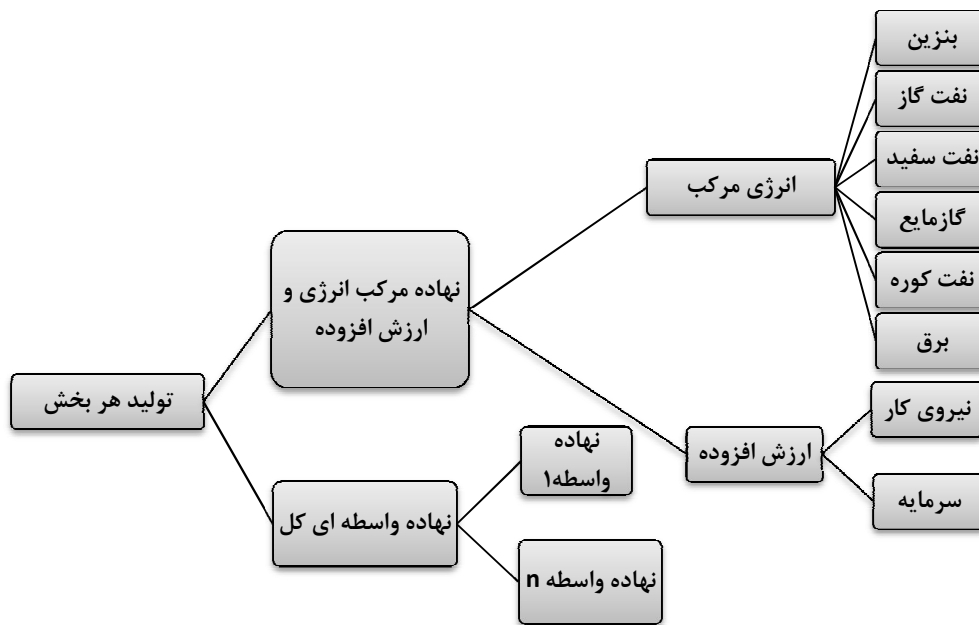 بنزین
نفت گاز
نفت سفید
گازمایع
نفت کوره
برق
انرژی مرکب
نهاده مرکب انرژی و
ارزش افزوده
تولید هر بخش
نیروی کار
ارزش افزوده
سرمایه
نهاده
واسطه۱
نهاده واسطه ای کل
نهاده واسطه n